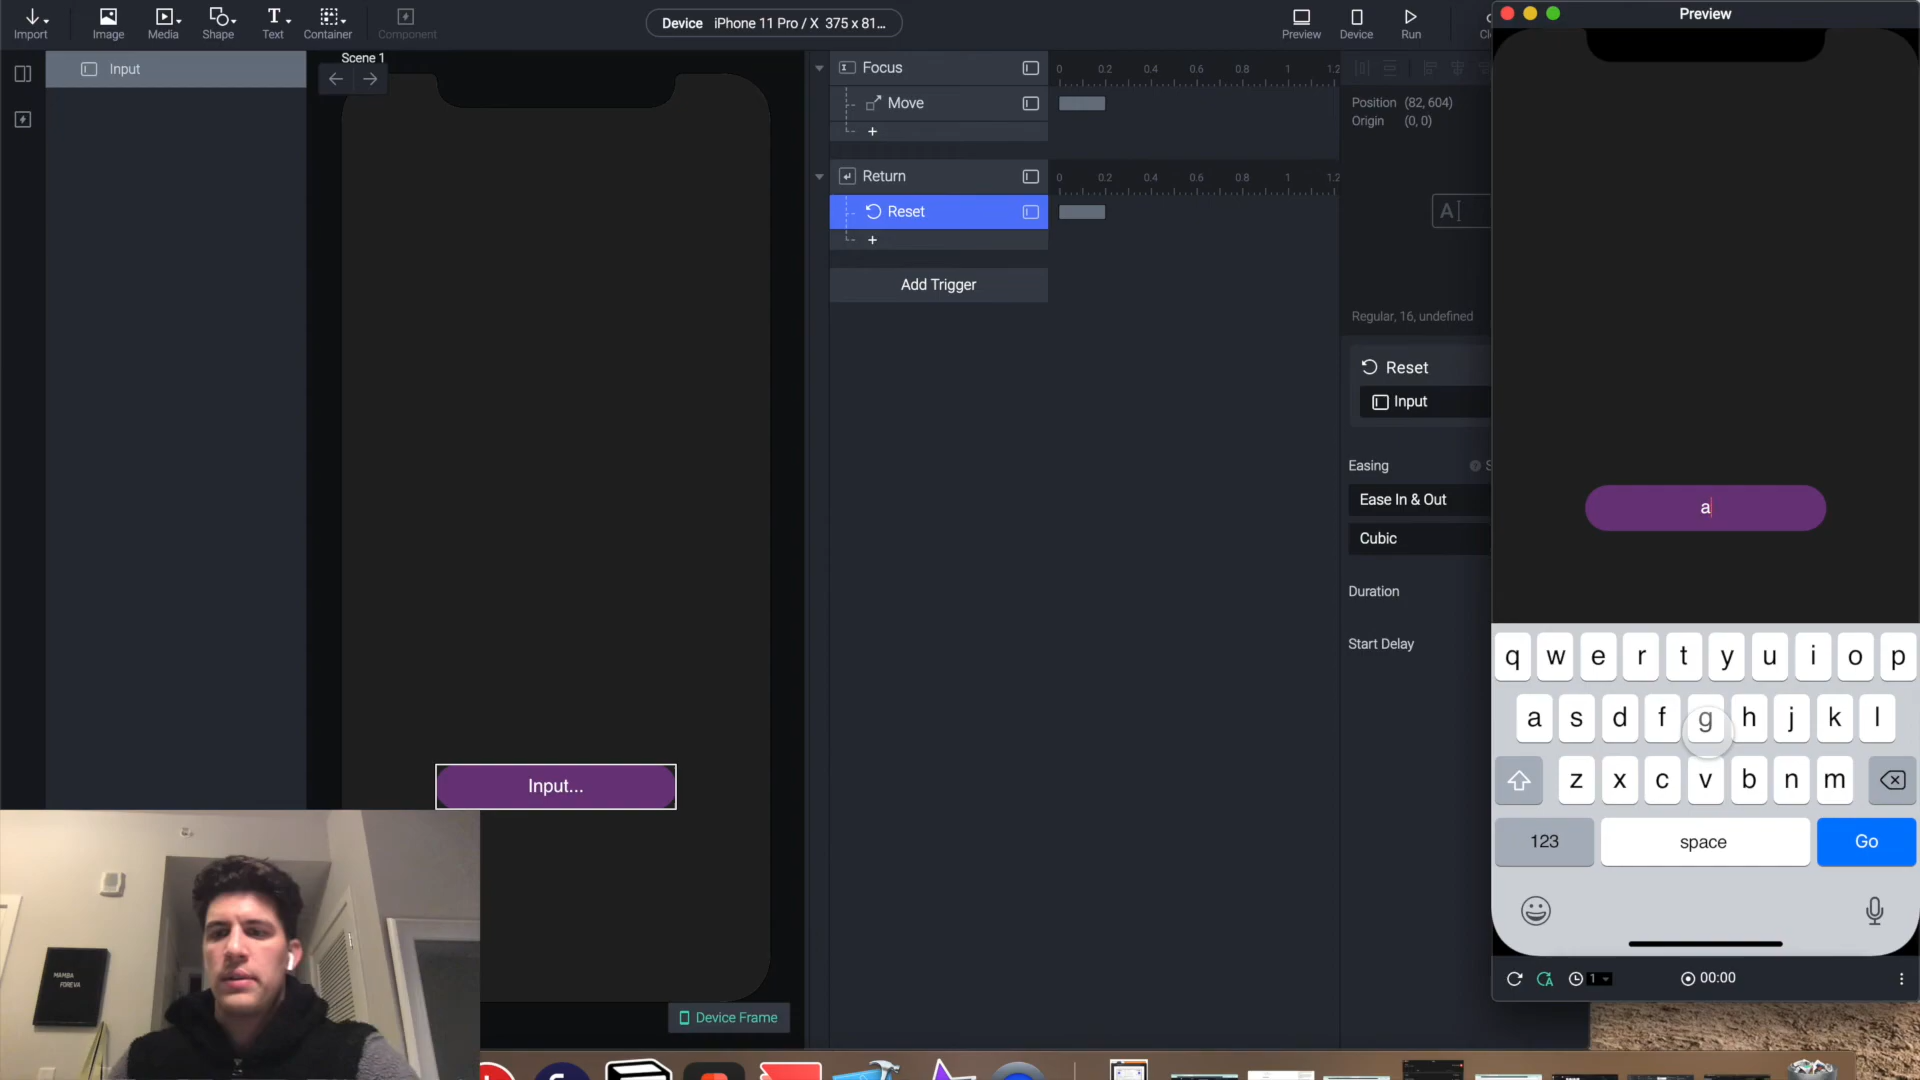 Import
Image
Media
Shape
Text
Container
Component
Device iPhone 11 Pro / X 375 x 81...
Preview
Device
Run
Preview
Input
Scene 1
Focus
0 0.2 0.4 0.6 0.8 1 1.2
Move
+
Return
0 0.2 0.4 0.6 0.8 1 1.2
Reset
+
Add Trigger
Position (82, 604)
Origin (0, 0)
A
Regular, 16, undefined
Reset
Input
Easing
Ease In & Out
Cubic
Duration
Start Delay
Input...
Device Frame
a
q w e r t y u i o p
a s d f g h j k l
z x c v b n m
123 space Go
1 00:00
MAMBA
FOREVA